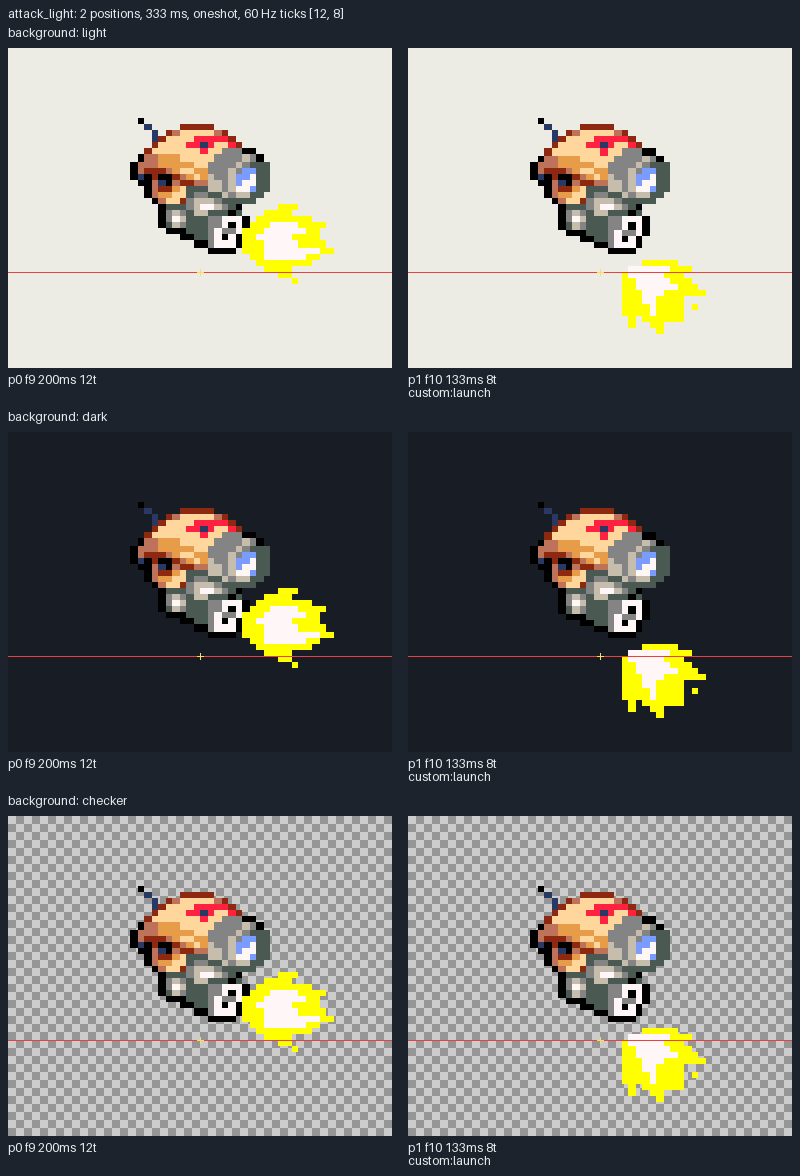 attack_light: 2 positions, 333 ms, oneshot, 60 Hz ticks [12, 8]
background: light
p0 f9 200ms 12t
p1 f10 133ms 8t
custom:launch
background: dark
p0 f9 200ms 12t
p1 f10 133ms 8t
custom:launch
background: checker
p0 f9 200ms 12t
p1 f10 133ms 8t
custom:launch